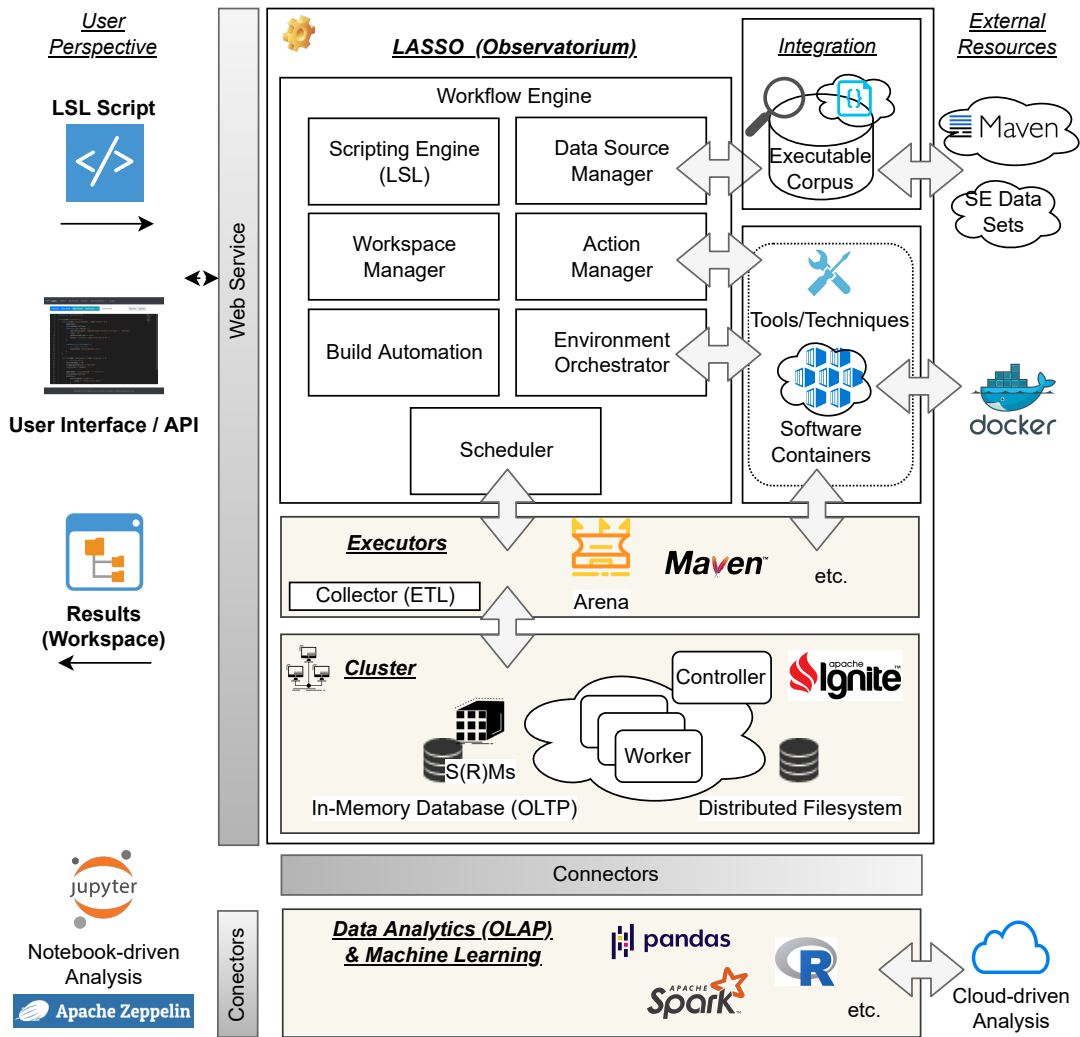 User
Perspective
LSL Script
User Interface / API
Results
(Workspace)
Web Service
LASSO (Observatorium)
Workflow Engine
Scripting Engine
(LSL)
Data Source
Manager
Workspace
Manager
Action
Manager
Build Automation
Environment
Orchestrator
Scheduler
Integration
Executable
Corpus
Tools/Techniques
Software
Containers
External
Resources
Maven
SE Data
Sets
docker
Executors
Collector (ETL)
Arena
Maven™
etc.
Cluster
Controller
Worker
APACHE
Ignite™
S(R)Ms
In-Memory Database (OLTP)
Distributed Filesystem
Connectors
jupyter
Notebook-driven
Analysis
Apache Zeppelin
Conectors
Data Analytics (OLAP)
& Machine Learning
pandas
APACHE
Spark™
R
etc.
Cloud-driven
Analysis